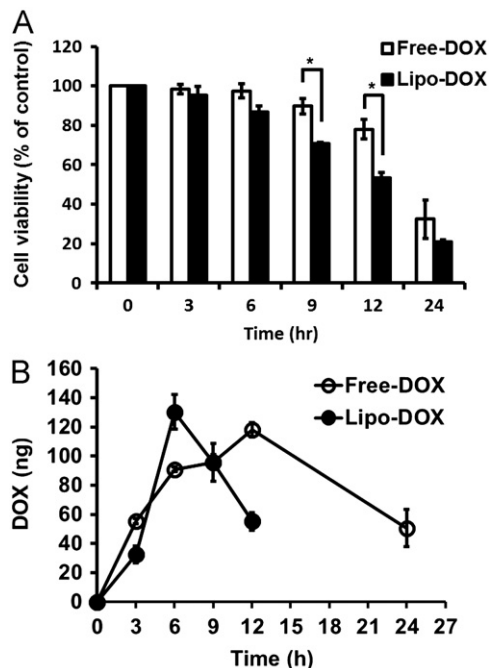 A
Cell viability (% of control)
120
100
80
60
40
20
0
Free-DOX
Lipo-DOX
*
*
0 3 6 9 12 24
Time (hr)
B
DOX (ng)
160
140
120
100
80
60
40
20
0
Free-DOX
Lipo-DOX
0 3 6 9 12 15 18 21 24 27
Time (h)